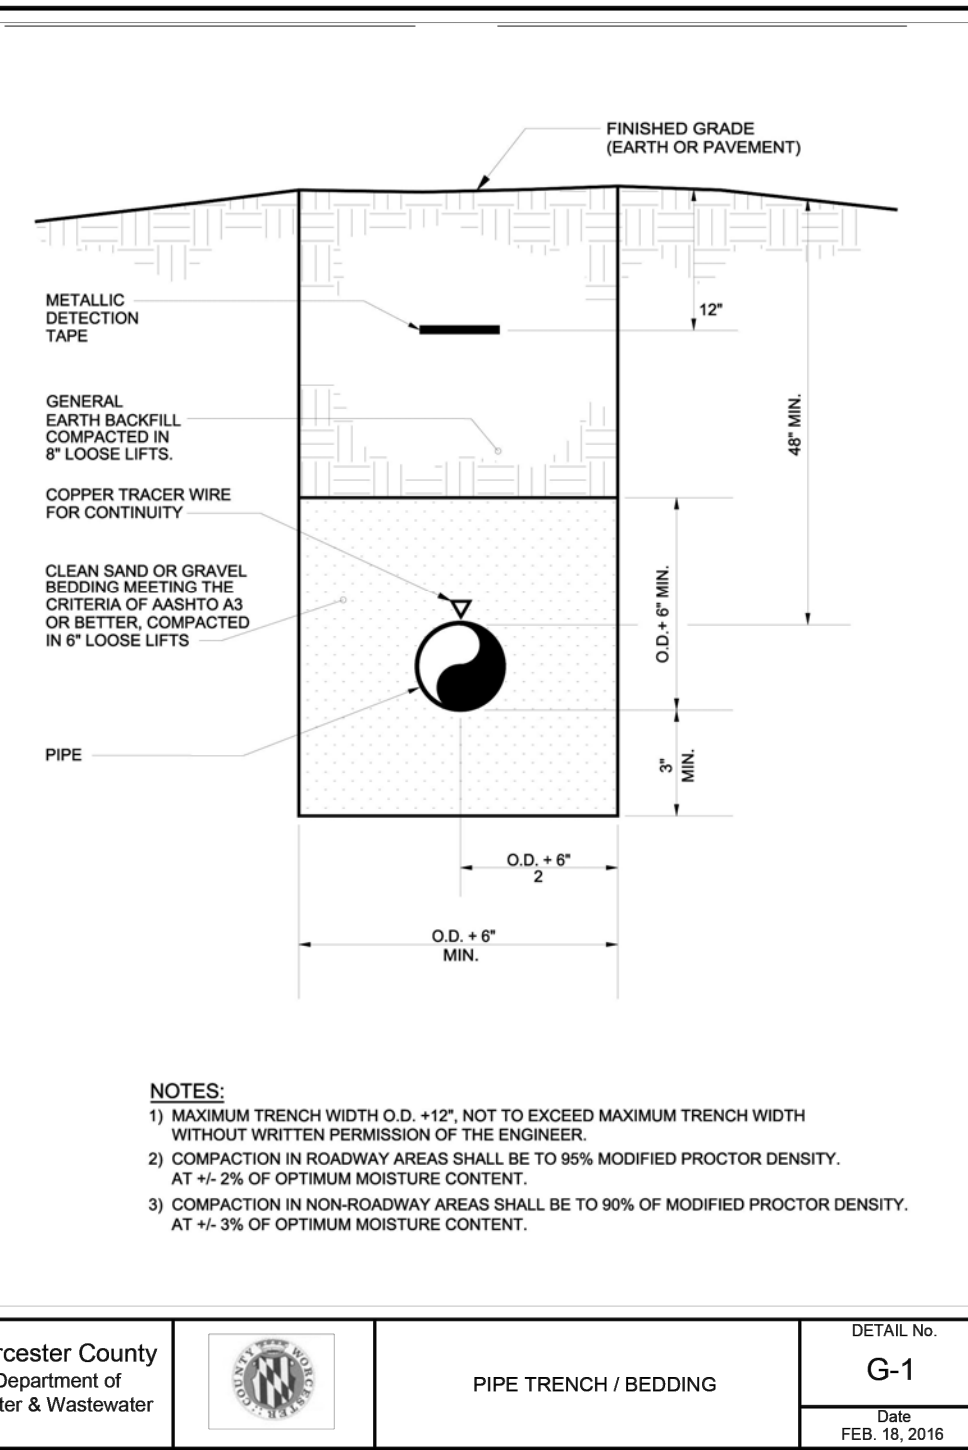 FINISHED GRADE
(EARTH OR PAVEMENT)
METALLIC
DETECTION
TAPE
12"
GENERAL
EARTH BACKFILL
COMPACTED IN
8" LOOSE LIFTS.
48" MIN.
COPPER TRACER WIRE
FOR CONTINUITY
CLEAN SAND OR GRAVEL
BEDDING MEETING THE
CRITERIA OF AASHTO A3
OR BETTER, COMPACTED
IN 6" LOOSE LIFTS
O.D.+ 6" MIN.
PIPE
3"
MIN.
O.D. + 6"
2
O.D. + 6"
MIN.
NOTES:
1) MAXIMUM TRENCH WIDTH O.D. +12", NOT TO EXCEED MAXIMUM TRENCH WIDTH
WITHOUT WRITTEN PERMISSION OF THE ENGINEER.
2) COMPACTION IN ROADWAY AREAS SHALL BE TO 95% MODIFIED PROCTOR DENSITY.
AT +/- 2% OF OPTIMUM MOISTURE CONTENT.
3) COMPACTION IN NON-ROADWAY AREAS SHALL BE TO 90% OF MODIFIED PROCTOR DENSITY.
AT +/- 3% OF OPTIMUM MOISTURE CONTENT.
rcester County
Department of
ter & Wastewater
WORCESTER COUNTY
PIPE TRENCH / BEDDING
DETAIL No.
G-1
Date
FEB. 18, 2016